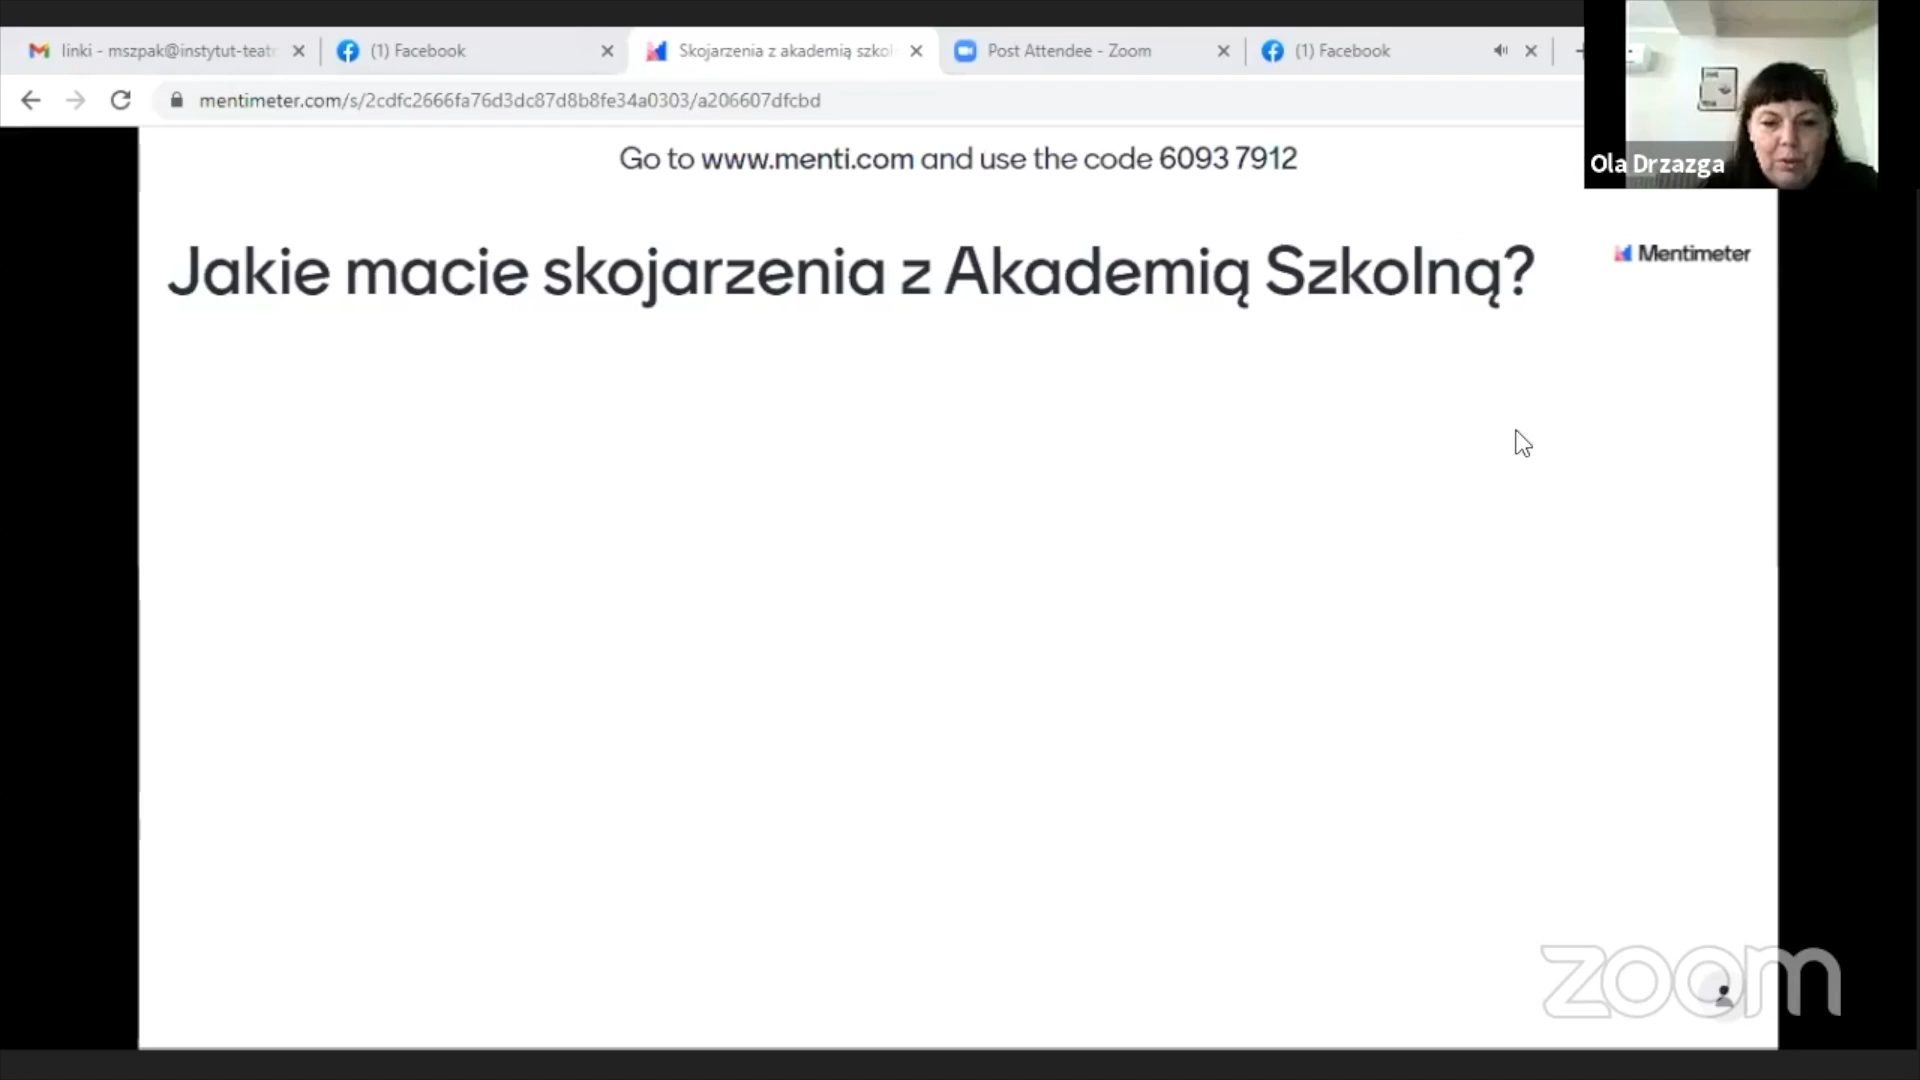 linki - mszpak@instytut-teatr
(1) Facebook
Skojarzenia z akademią szkol
Post Attendee - Zoom
(1) Facebook
mentimeter.com/s/2cdfc2666fa76d3dc87d8b8fe34a0303/a206607dfcbd
Go to www.menti.com and use the code 6093 7912
Ola Drzazga
Jakie macie skojarzenia z Akademią Szkolną?
Mentimeter
zoom